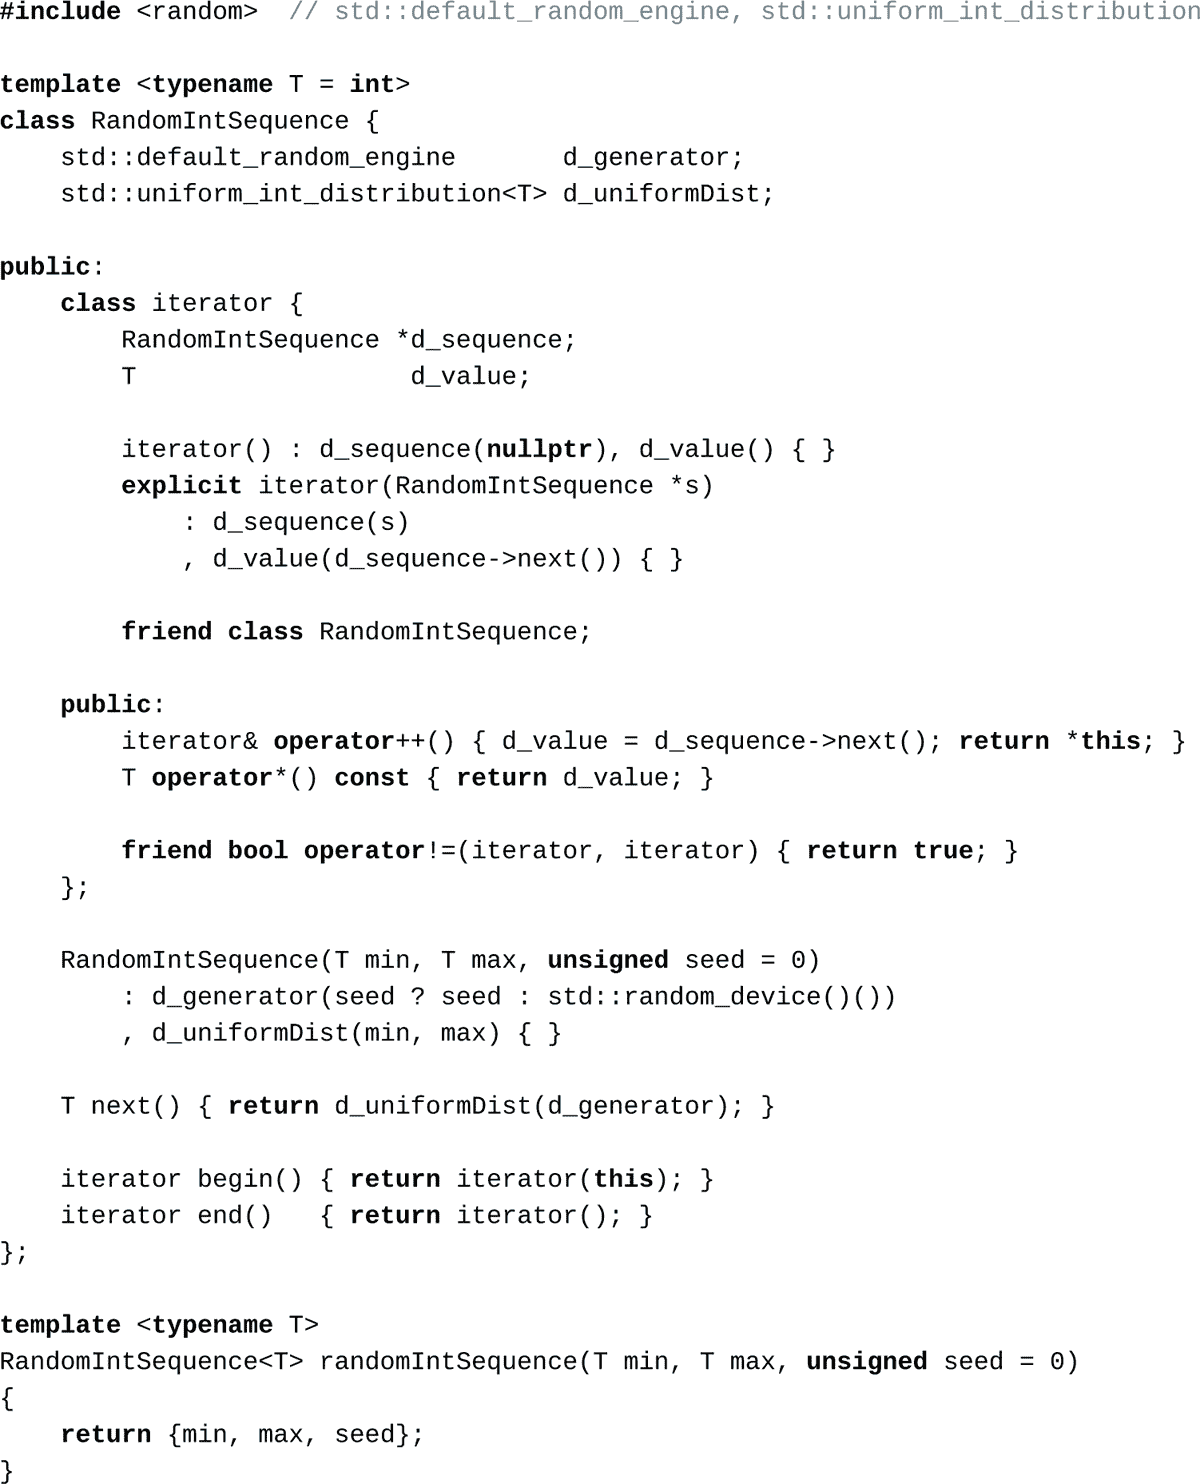 #include <random>  // std::default_random_engine, std::uniform_int_distribution

template <typename T = int>
class RandomIntSequence {
    std::default_random_engine       d_generator;
    std::uniform_int_distribution<T> d_uniformDist;

public:
    class iterator {
        RandomIntSequence *d_sequence;
        T                  d_value;

        iterator() : d_sequence(nullptr), d_value() { }
        explicit iterator(RandomIntSequence *s)
            : d_sequence(s)
            , d_value(d_sequence->next()) { }

        friend class RandomIntSequence;

    public:
        iterator& operator++() { d_value = d_sequence->next(); return *this; }
        T operator*() const { return d_value; }

        friend bool operator!=(iterator, iterator) { return true; }
    };

    RandomIntSequence(T min, T max, unsigned seed = 0)
        : d_generator(seed ? seed : std::random_device()())
        , d_uniformDist(min, max) { }

    T next() { return d_uniformDist(d_generator); }

    iterator begin() { return iterator(this); }
    iterator end()   { return iterator(); }
};

template <typename T>
RandomIntSequence<T> randomIntSequence(T min, T max, unsigned seed = 0)
{
    return {min, max, seed};
}